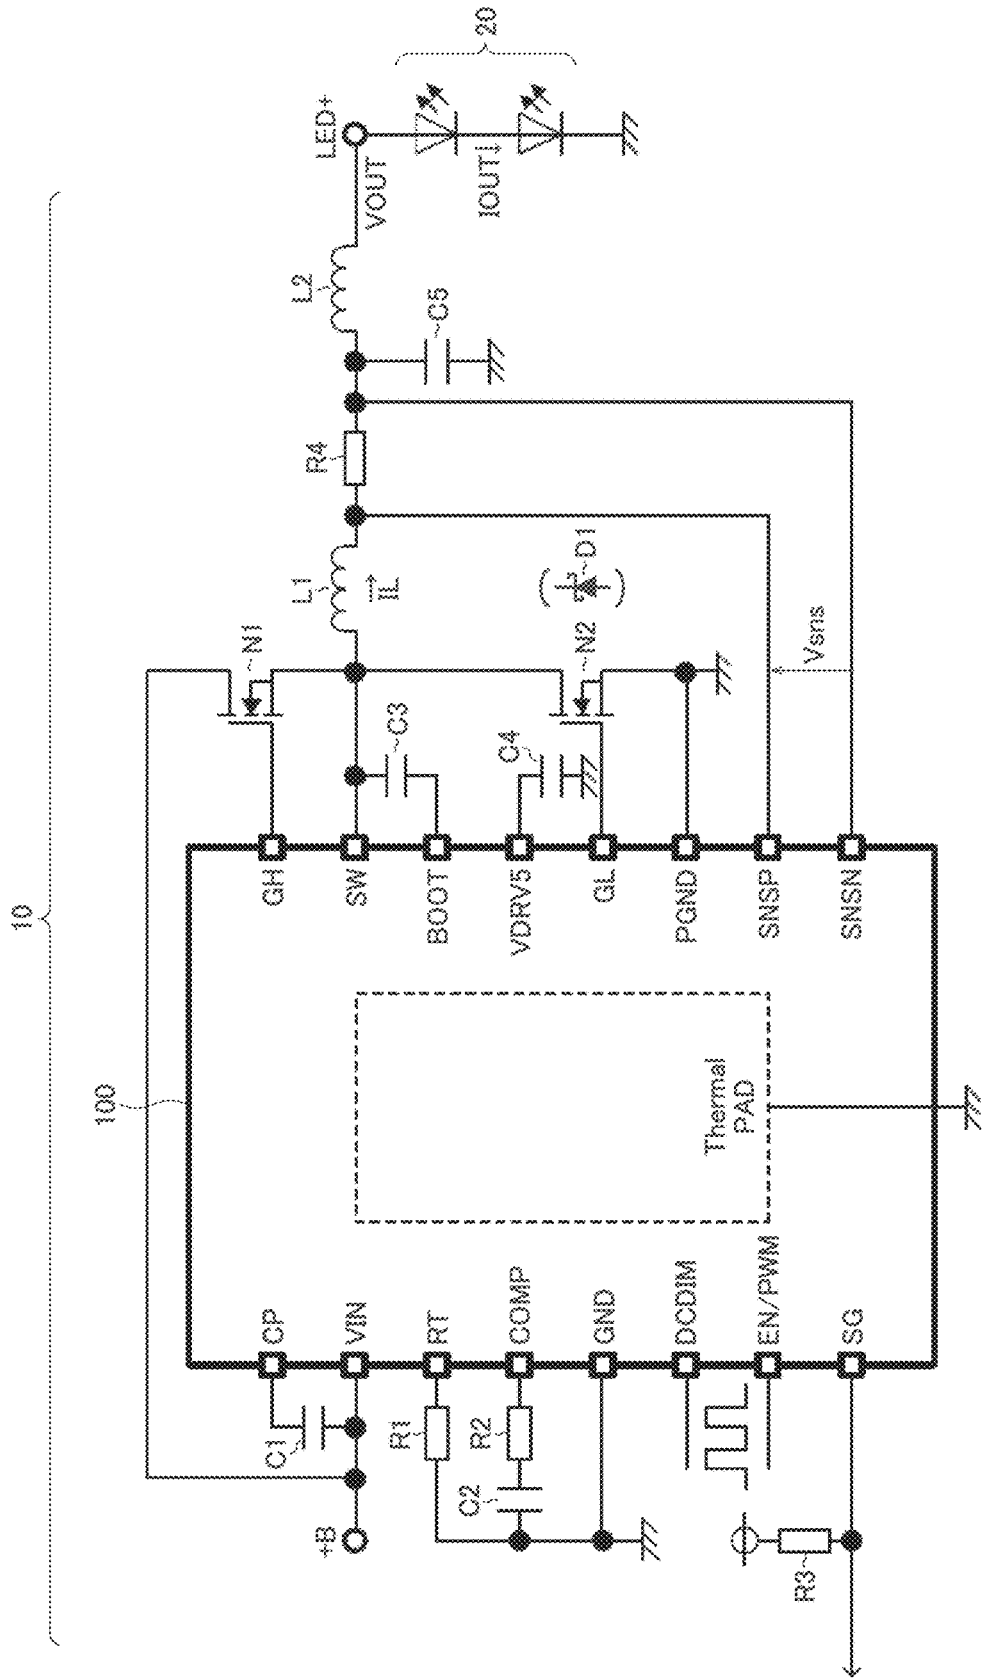 10
100
+B
C1
R1
R2
C2
R3
CP
VIN
RT
COMP
GND
DCDIM
EN/PWM
SG
Thermal
PAD
GH
SW
BOOT
VDRV5
GL
PGND
SNSP
SNSN
N1
C3
C4
N2
D1
L1
IL
R4
Vsns
L2
C5
VOUT
LED+
IOUT
20